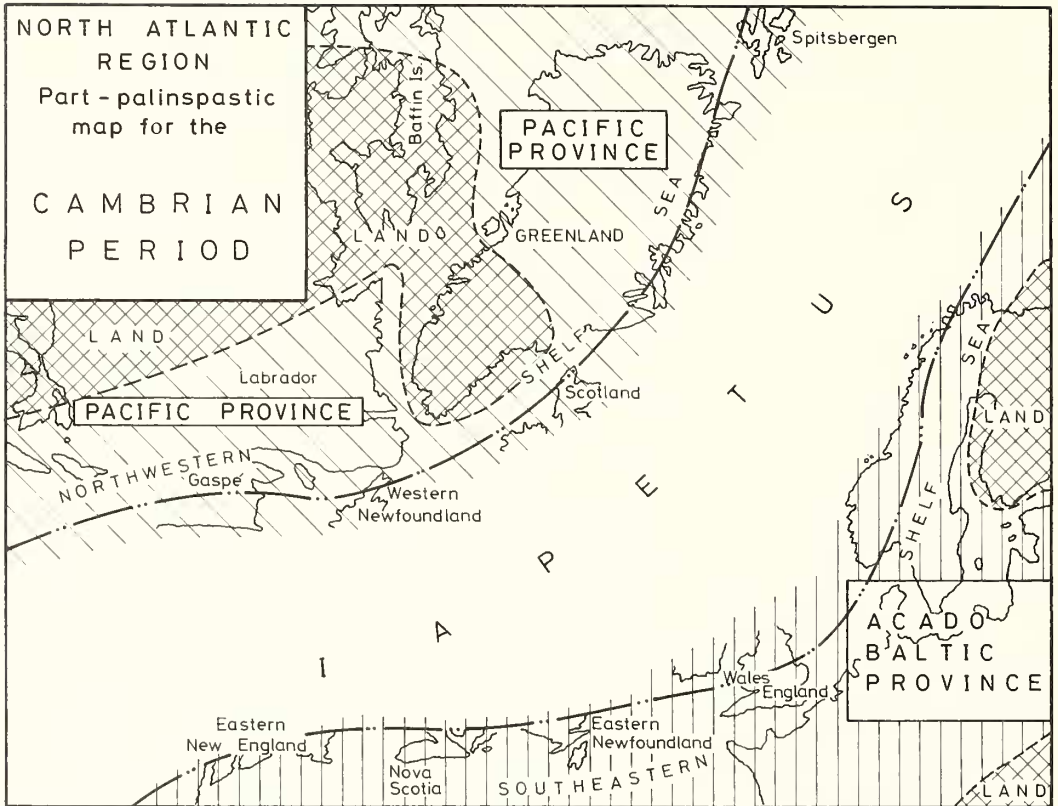 NORTH ATLANTIC
REGION
Part-palinspastic
map for the
CAMBRIAN
PERIOD
Spitsbergen
Baffin Is.
PACIFIC
PROVINCE
LAND
GREENLAND
SEA
SHELF
LAND
Labrador
PACIFIC PROVINCE
Scotland
NORTHWESTERN
Gaspé
Western
Newfoundland
IAPETUS
SEA
LAND
SHELF
ACADO
BALTIC
PROVINCE
Wales
England
Eastern
New England
Nova
Scotia
Eastern
Newfoundland
SOUTHEASTERN
LAND